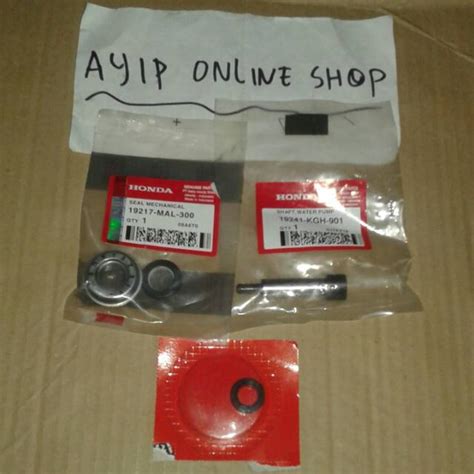 AYIP ONLINE SHOP
HONDA
SEAL MECHANICAL
19217-MAL-300
QTY 1
HONDA
SHAFT WATER PUMP
19241-KGH-901
QTY 1